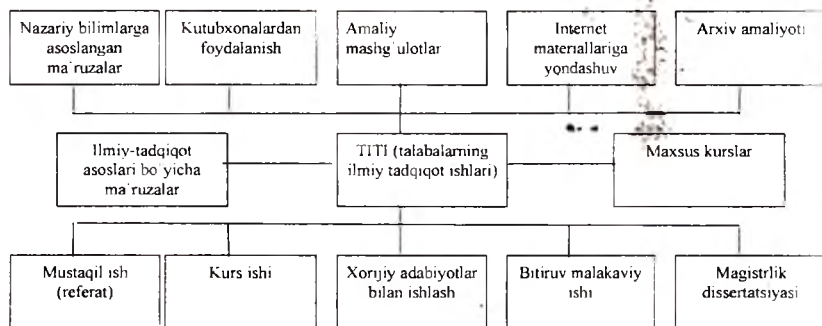 Nazariy bilimlarga
asoslangan
ma'ruzalar
Kutubxonalardan
foydalanish
Amaliy
mashg'ulotlar
Internet
materiallariga
yondashuv
Arxiv amaliyoti
Ilmiy-tadqiqot
asoslari bo'yicha
ma'ruzalar
TITI (talabalarning
ilmiy tadqiqot ishlari)
Maxsus kurslar
Mustaqil ish
(referat)
Kurs ishi
Xorijiy adabiyotlar
bilan ishlash
Bitiruv malakaviy
ishi
Magistrlik
dissertatsiyasi